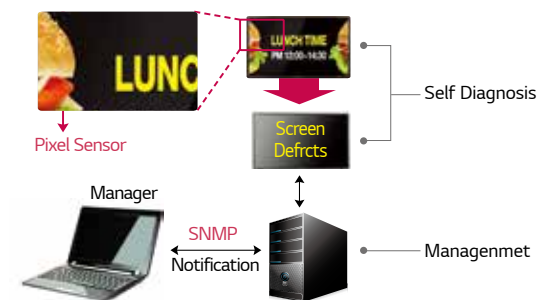 LUNC
LUNCH TIME
PM 12:00~14:30
Self Diagnosis
Pixel Sensor
Screen
Defrcts
Manager
SNMP
Notification
Managenmet